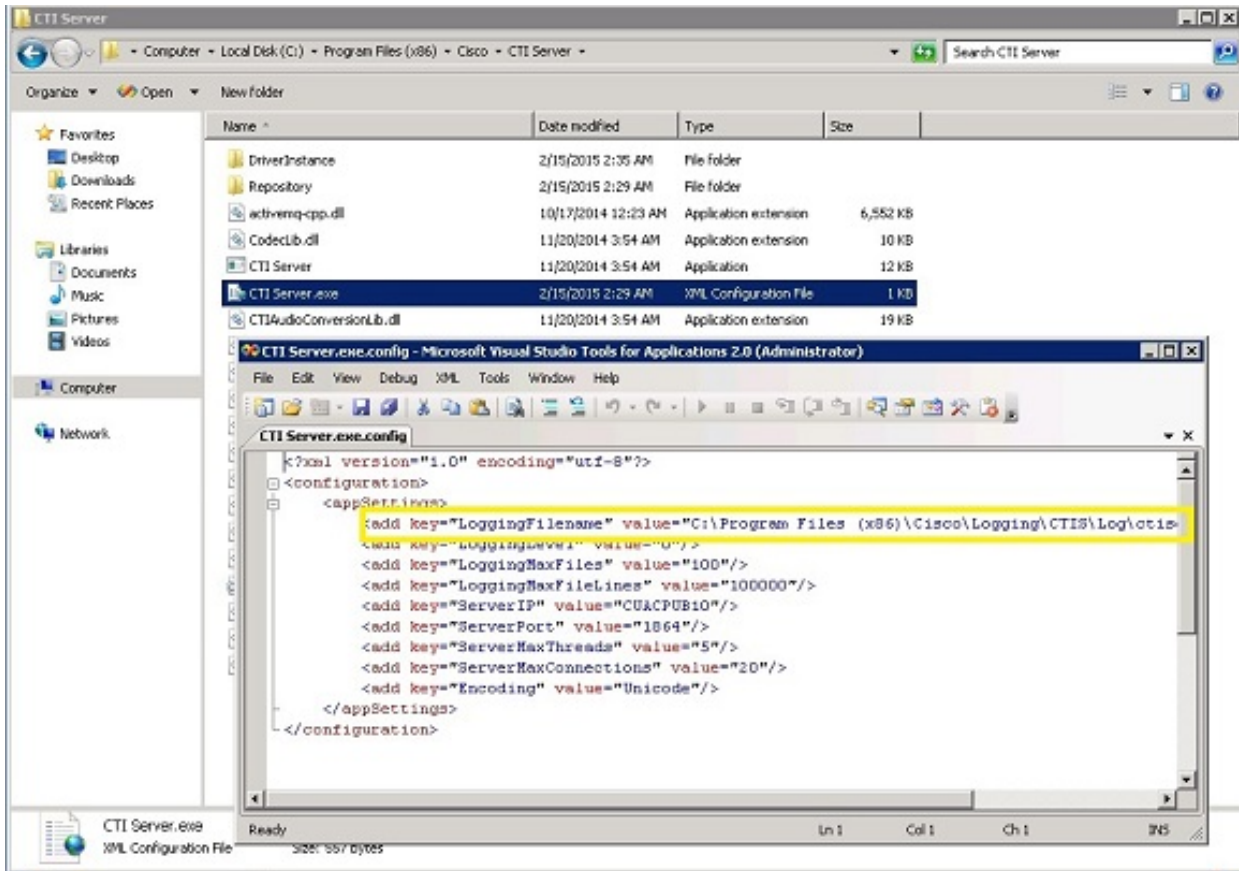 CTI Server
Computer Local Disk (C:) Program Files (x86) Cisco CTI Server
Search CTI Server
Organize Open New folder
Favorites
Desktop
Downloads
Recent Places
Libraries
Documents
Music
Pictures
Videos
Computer
Network
Name Date modified Type Size
DriverInstance 2/15/2015 2:35 AM File folder
Repository 2/15/2015 2:29 AM File folder
activemq-cpp.dll 10/17/2014 12:23 AM Application extension 6,552 KB
CodecLib.dll 11/20/2014 3:54 AM Application extension 10 KB
CTI Server 11/20/2014 3:54 AM Application 12 KB
CTI Server.exe 2/15/2015 2:29 AM XML Configuration File 1 KB
CTIAudioConversionLib.dll 11/20/2014 3:54 AM Application extension 19 KB
CTI Server.exe.config - Microsoft Visual Studio Tools for Applications 2.0 (Administrator)
File Edit View Debug XML Tools Window Help
CTI Server.exe.config
<?xml version="1.0" encoding="utf-8"?>
<configuration>
<appSettings>
<add key="LoggingFilename" value="C:\Program Files (x86)\Cisco\Logging\CTIS\Log\ctis
<add key="LoggingLevel" value="0"/>
<add key="LoggingMaxFiles" value="100"/>
<add key="LoggingMaxFileLines" value="100000"/>
<add key="ServerIP" value="CUACPUB10"/>
<add key="ServerPort" value="1864"/>
<add key="ServerMaxThreads" value="5"/>
<add key="ServerMaxConnections" value="20"/>
<add key="Encoding" value="Unicode"/>
</appSettings>
</configuration>
Ready Ln 1 Col 1 Ch 1 INS
CTI Server.exe
XML Configuration File Size: 557 bytes